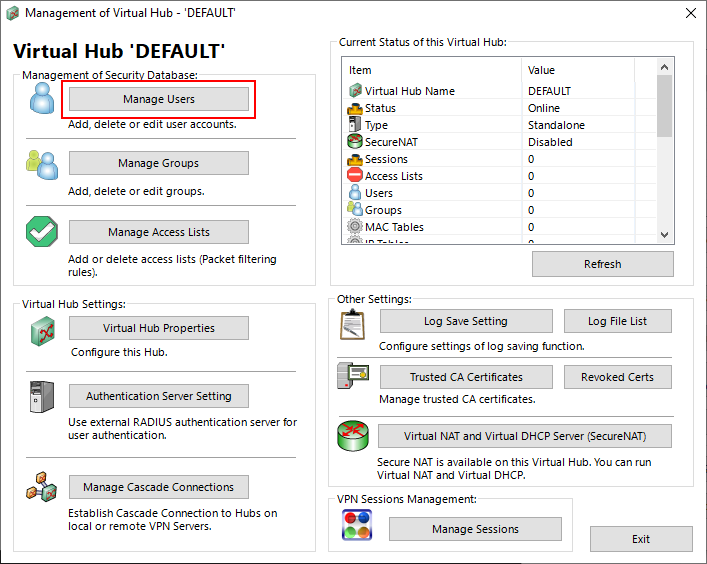 Management of Virtual Hub - 'DEFAULT'
Virtual Hub 'DEFAULT'
Management of Security Database:
Manage Users
Add, delete or edit user accounts.
Manage Groups
Add, delete or edit groups.
Manage Access Lists
Add or delete access lists (Packet filtering
rules).
Virtual Hub Settings:
Virtual Hub Properties
Configure this Hub.
Authentication Server Setting
Use external RADIUS authentication server for
user authentication.
Manage Cascade Connections
Establish Cascade Connection to Hubs on
local or remote VPN Servers.
Current Status of this Virtual Hub:
Item Value
Virtual Hub Name DEFAULT
Status Online
Type Standalone
SecureNAT Disabled
Sessions 0
Access Lists 0
Users 0
Groups 0
MAC Tables 0
IP Tables 0
Refresh
Other Settings:
Log Save Setting Log File List
Configure settings of log saving function.
Trusted CA Certificates Revoked Certs
Manage trusted CA certificates.
Virtual NAT and Virtual DHCP Server (SecureNAT)
Secure NAT is available on this Virtual Hub. You can run
Virtual NAT and Virtual DHCP.
VPN Sessions Management:
Manage Sessions
Exit